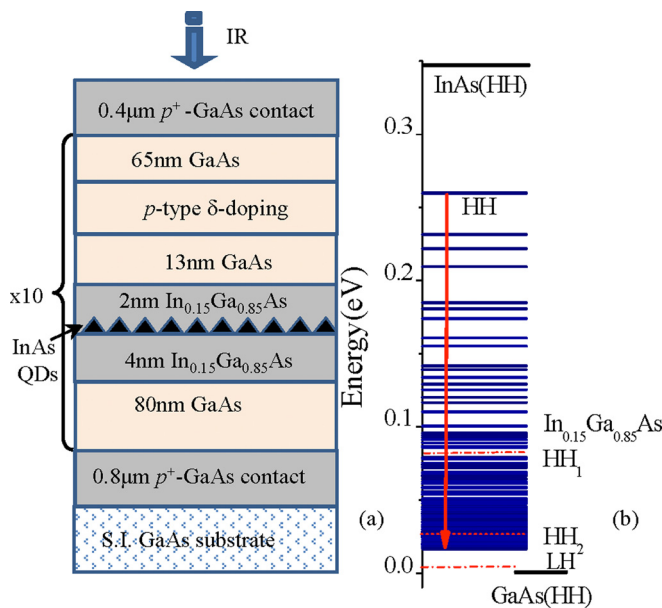 IR
0.4μm p⁺-GaAs contact
65nm GaAs
p-type δ-doping
13nm GaAs
x10
2nm In₀.₁₅Ga₀.₈₅As
InAs
QDs
4nm In₀.₁₅Ga₀.₈₅As
80nm GaAs
0.8μm p⁺-GaAs contact
S.I. GaAs substrate
(a)
Energy(eV)
0.3
0.2
0.1
0.0
InAs(HH)
HH
In₀.₁₅Ga₀.₈₅As
HH₁
HH₂
(b)
LH²
GaAs(HH)